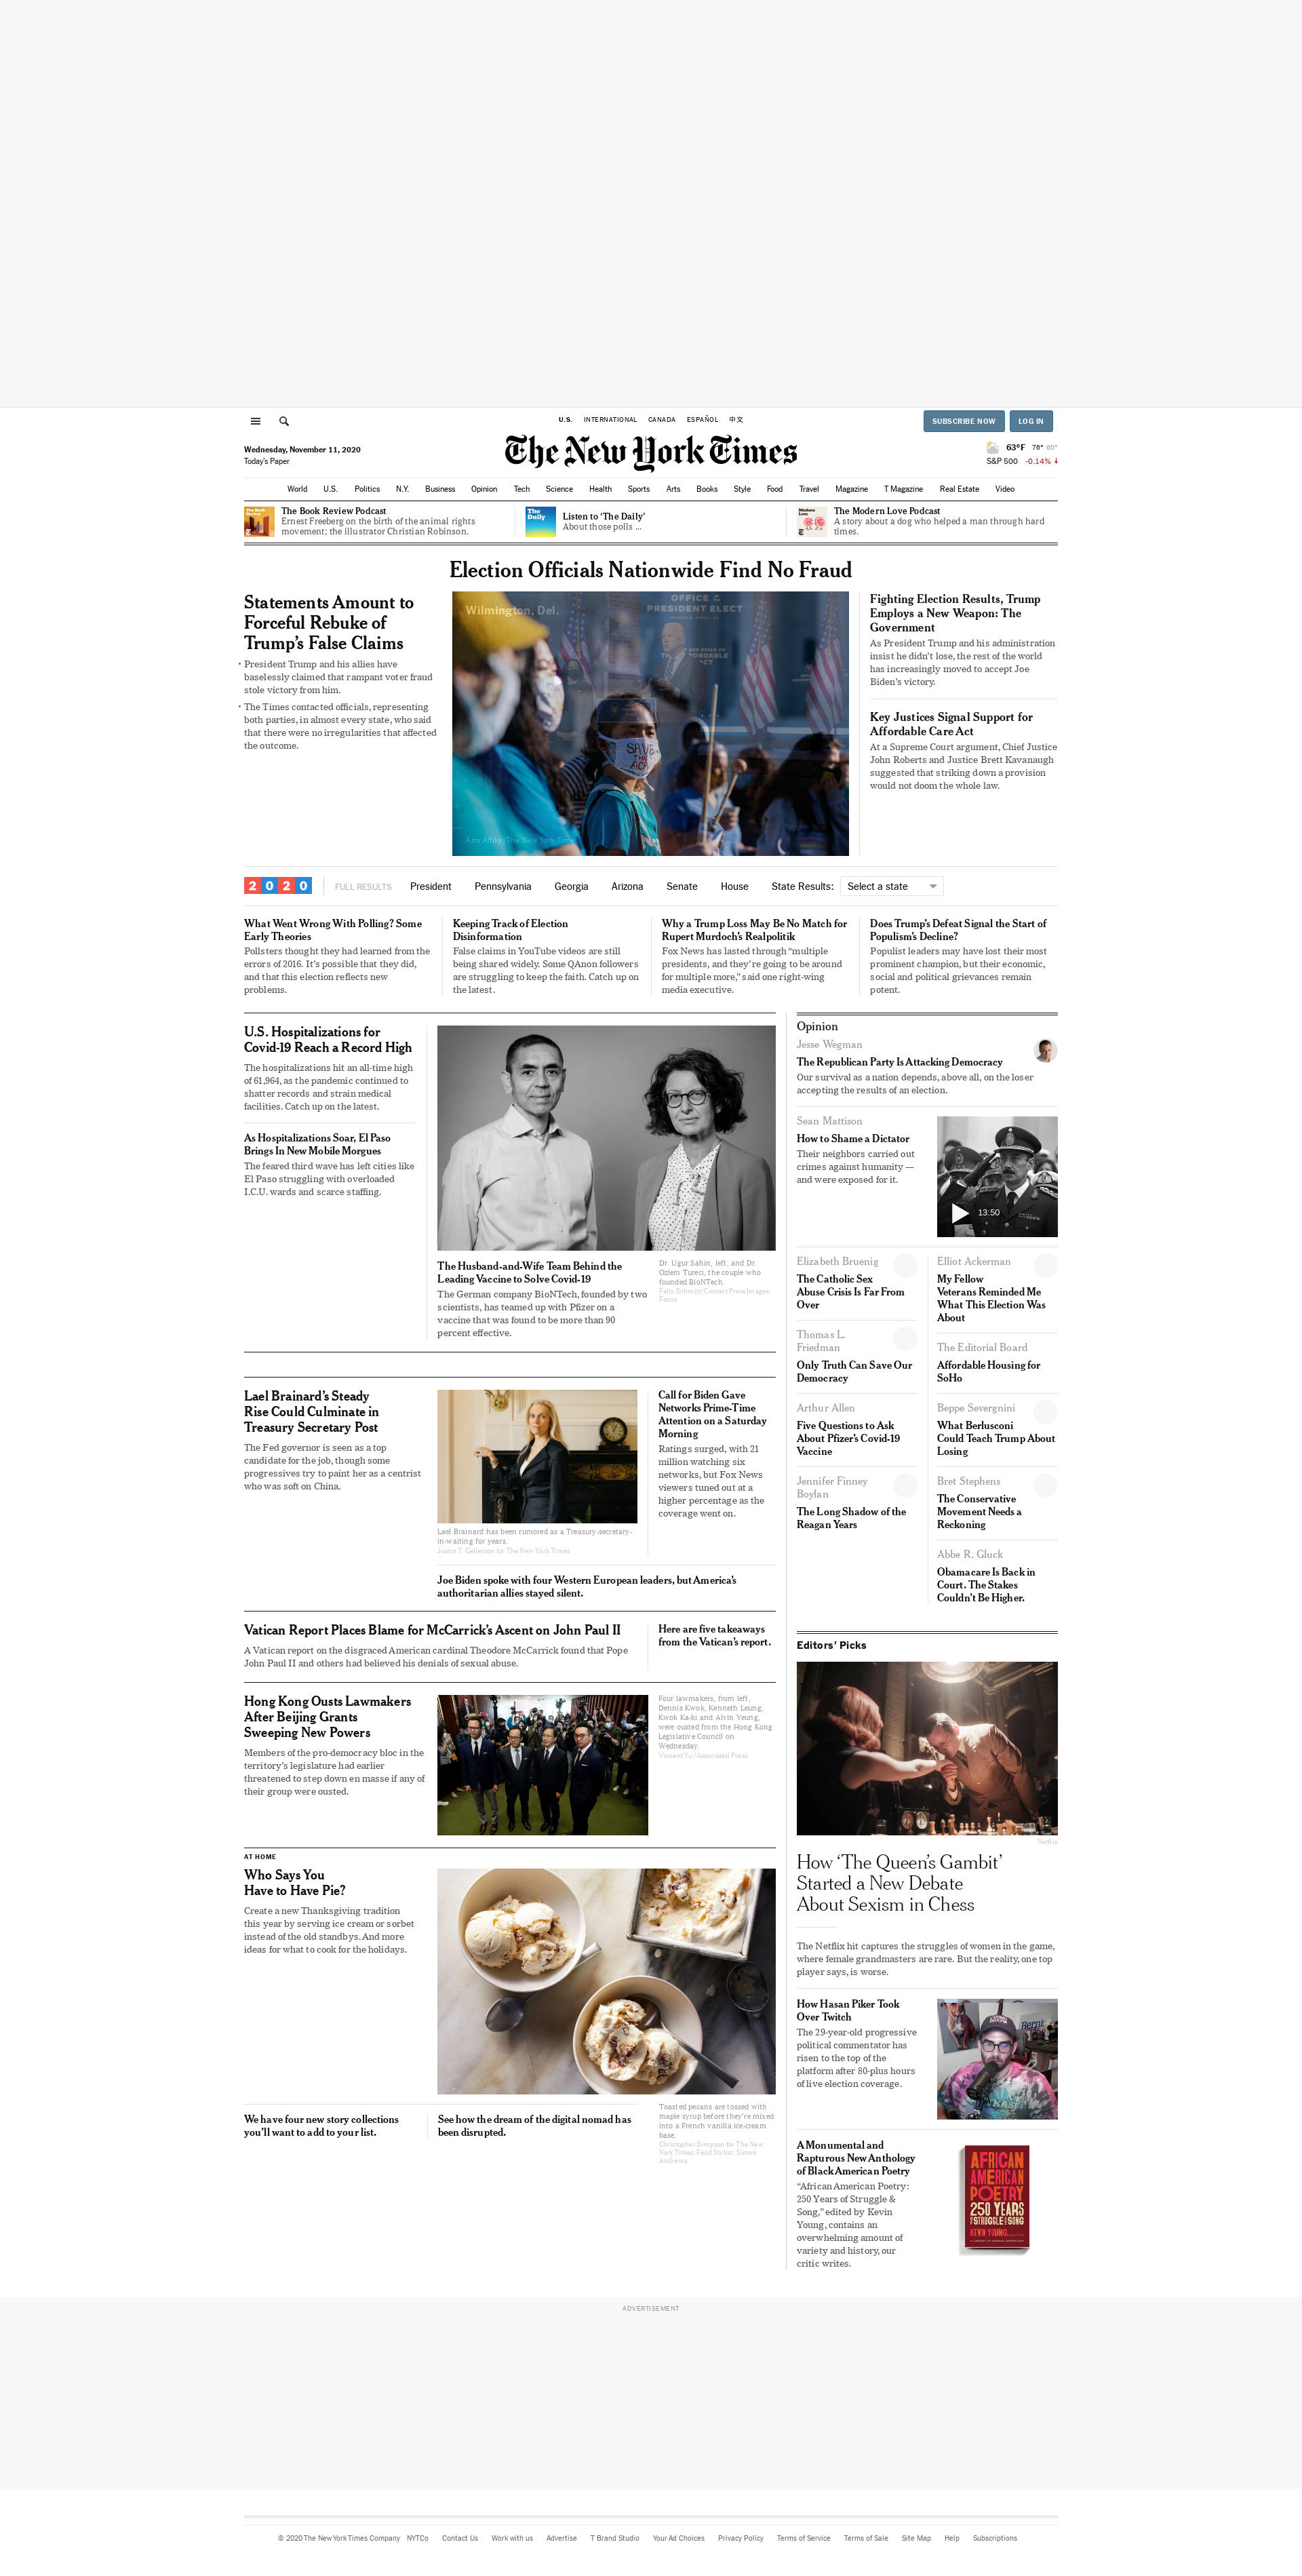 U.S. INTERNATIONAL CANADA ESPAÑOL 中文
SUBSCRIBE NOW LOG IN
The New York Times
Wednesday, November 11, 2020
Today's Paper
63°F 76° 60°
S&P 500 -0.14%
World U.S. Politics N.Y. Business Opinion Tech Science Health Sports Arts Books Style Food Travel Magazine T Magazine Real Estate Video
The Book Review Podcast
Ernest Freeberg on the birth of the animal rights
movement; the illustrator Christian Robinson.
The Daily
Listen to ‘The Daily’
About those polls ...
Modern Love
The Modern Love Podcast
A story about a dog who helped a man through hard
times.
Election Officials Nationwide Find No Fraud
Statements Amount to
Forceful Rebuke of
Trump’s False Claims
• President Trump and his allies have
baselessly claimed that rampant voter fraud
stole victory from him.
• The Times contacted officials, representing
both parties, in almost every state, who said
that there were no irregularities that affected
the outcome.
Wilmington, Del.
OFFICE OF THE
PRESIDENT ELECT
SAVE
THE
ACA
Amr Alfiky/The New York Times
Fighting Election Results, Trump
Employs a New Weapon: The
Government
As President Trump and his administration
insist he didn’t lose, the rest of the world
has increasingly moved to accept Joe
Biden’s victory.
Key Justices Signal Support for
Affordable Care Act
At a Supreme Court argument, Chief Justice
John Roberts and Justice Brett Kavanaugh
suggested that striking down a provision
would not doom the whole law.
2020 FULL RESULTS President Pennsylvania Georgia Arizona Senate House State Results: Select a state
What Went Wrong With Polling? Some
Early Theories
Pollsters thought they had learned from the
errors of 2016. It’s possible that they did,
and that this election reflects new
problems.
Keeping Track of Election
Disinformation
False claims in YouTube videos are still
being shared widely. Some QAnon followers
are struggling to keep the faith. Catch up on
the latest.
Why a Trump Loss May Be No Match for
Rupert Murdoch’s Realpolitik
Fox News has lasted through “multiple
presidents, and they’re going to be around
for multiple more,” said one right-wing
media executive.
Does Trump’s Defeat Signal the Start of
Populism’s Decline?
Populist leaders may have lost their most
prominent champion, but their economic,
social and political grievances remain
potent.
U.S. Hospitalizations for
Covid-19 Reach a Record High
The hospitalizations hit an all-time high
of 61,964, as the pandemic continued to
shatter records and strain medical
facilities. Catch up on the latest.
As Hospitalizations Soar, El Paso
Brings In New Mobile Morgues
The feared third wave has left cities like
El Paso struggling with overloaded
I.C.U. wards and scarce staffing.
The Husband-and-Wife Team Behind the
Leading Vaccine to Solve Covid-19
The German company BioNTech, founded by two
scientists, has teamed up with Pfizer on a
vaccine that was found to be more than 90
percent effective.
Dr. Ugur Sahin, left, and Dr.
Ozlem Tureci, the couple who
founded BioNTech.
Felix Schmitt/Contact Press Images-
Focus
Lael Brainard’s Steady
Rise Could Culminate in
Treasury Secretary Post
The Fed governor is seen as a top
candidate for the job, though some
progressives try to paint her as a centrist
who was soft on China.
Lael Brainard has been rumored as a Treasury-secretary-
in-waiting for years.
Justin T. Gellerson for The New York Times
Call for Biden Gave
Networks Prime-Time
Attention on a Saturday
Morning
Ratings surged, with 21
million watching six
networks, but Fox News
viewers tuned out at a
higher percentage as the
coverage went on.
Joe Biden spoke with four Western European leaders, but America’s
authoritarian allies stayed silent.
Vatican Report Places Blame for McCarrick’s Ascent on John Paul II
A Vatican report on the disgraced American cardinal Theodore McCarrick found that Pope
John Paul II and others had believed his denials of sexual abuse.
Here are five takeaways
from the Vatican’s report.
Hong Kong Ousts Lawmakers
After Beijing Grants
Sweeping New Powers
Members of the pro-democracy bloc in the
territory’s legislature had earlier
threatened to step down en masse if any of
their group were ousted.
Four lawmakers, from left,
Dennis Kwok, Kenneth Leung,
Kwok Ka-ki and Alvin Yeung,
were ousted from the Hong Kong
Legislative Council on
Wednesday.
Vincent Yu/Associated Press
AT HOME
Who Says You
Have to Have Pie?
Create a new Thanksgiving tradition
this year by serving ice cream or sorbet
instead of the old standbys. And more
ideas for what to cook for the holidays.
Toasted pecans are tossed with
maple syrup before they’re mixed
into a French vanilla ice-cream
base.
Christopher Simpson for The New
York Times. Food Stylist: Simon
Andrews.
We have four new story collections
you’ll want to add to your list.
See how the dream of the digital nomad has
been disrupted.
Opinion
Jesse Wegman
The Republican Party Is Attacking Democracy
Our survival as a nation depends, above all, on the loser
accepting the results of an election.
Sean Mattison
How to Shame a Dictator
Their neighbors carried out
crimes against humanity —
and were exposed for it.
13:50
Elizabeth Bruenig
The Catholic Sex
Abuse Crisis Is Far From
Over
Thomas L.
Friedman
Only Truth Can Save Our
Democracy
Arthur Allen
Five Questions to Ask
About Pfizer’s Covid-19
Vaccine
Jennifer Finney
Boylan
The Long Shadow of the
Reagan Years
Elliot Ackerman
My Fellow
Veterans Reminded Me
What This Election Was
About
The Editorial Board
Affordable Housing for
SoHo
Beppe Severgnini
What Berlusconi
Could Teach Trump About
Losing
Bret Stephens
The Conservative
Movement Needs a
Reckoning
Abbe R. Gluck
Obamacare Is Back in
Court. The Stakes
Couldn’t Be Higher.
Editors’ Picks
Netflix
How ‘The Queen’s Gambit’
Started a New Debate
About Sexism in Chess
The Netflix hit captures the struggles of women in the game,
where female grandmasters are rare. But the reality, one top
player says, is worse.
How Hasan Piker Took
Over Twitch
The 29-year-old progressive
political commentator has
risen to the top of the
platform after 80-plus hours
of live election coverage.
A Monumental and
Rapturous New Anthology
of Black American Poetry
“African American Poetry:
250 Years of Struggle &
Song,” edited by Kevin
Young, contains an
overwhelming amount of
variety and history, our
critic writes.
AFRICAN
AMERICAN
POETRY
250 YEARS
OF STRUGGLE & SONG
KEVIN YOUNG,
ADVERTISEMENT
© 2020 The New York Times Company NYTCo Contact Us Work with us Advertise T Brand Studio Your Ad Choices Privacy Policy Terms of Service Terms of Sale Site Map Help Subscriptions